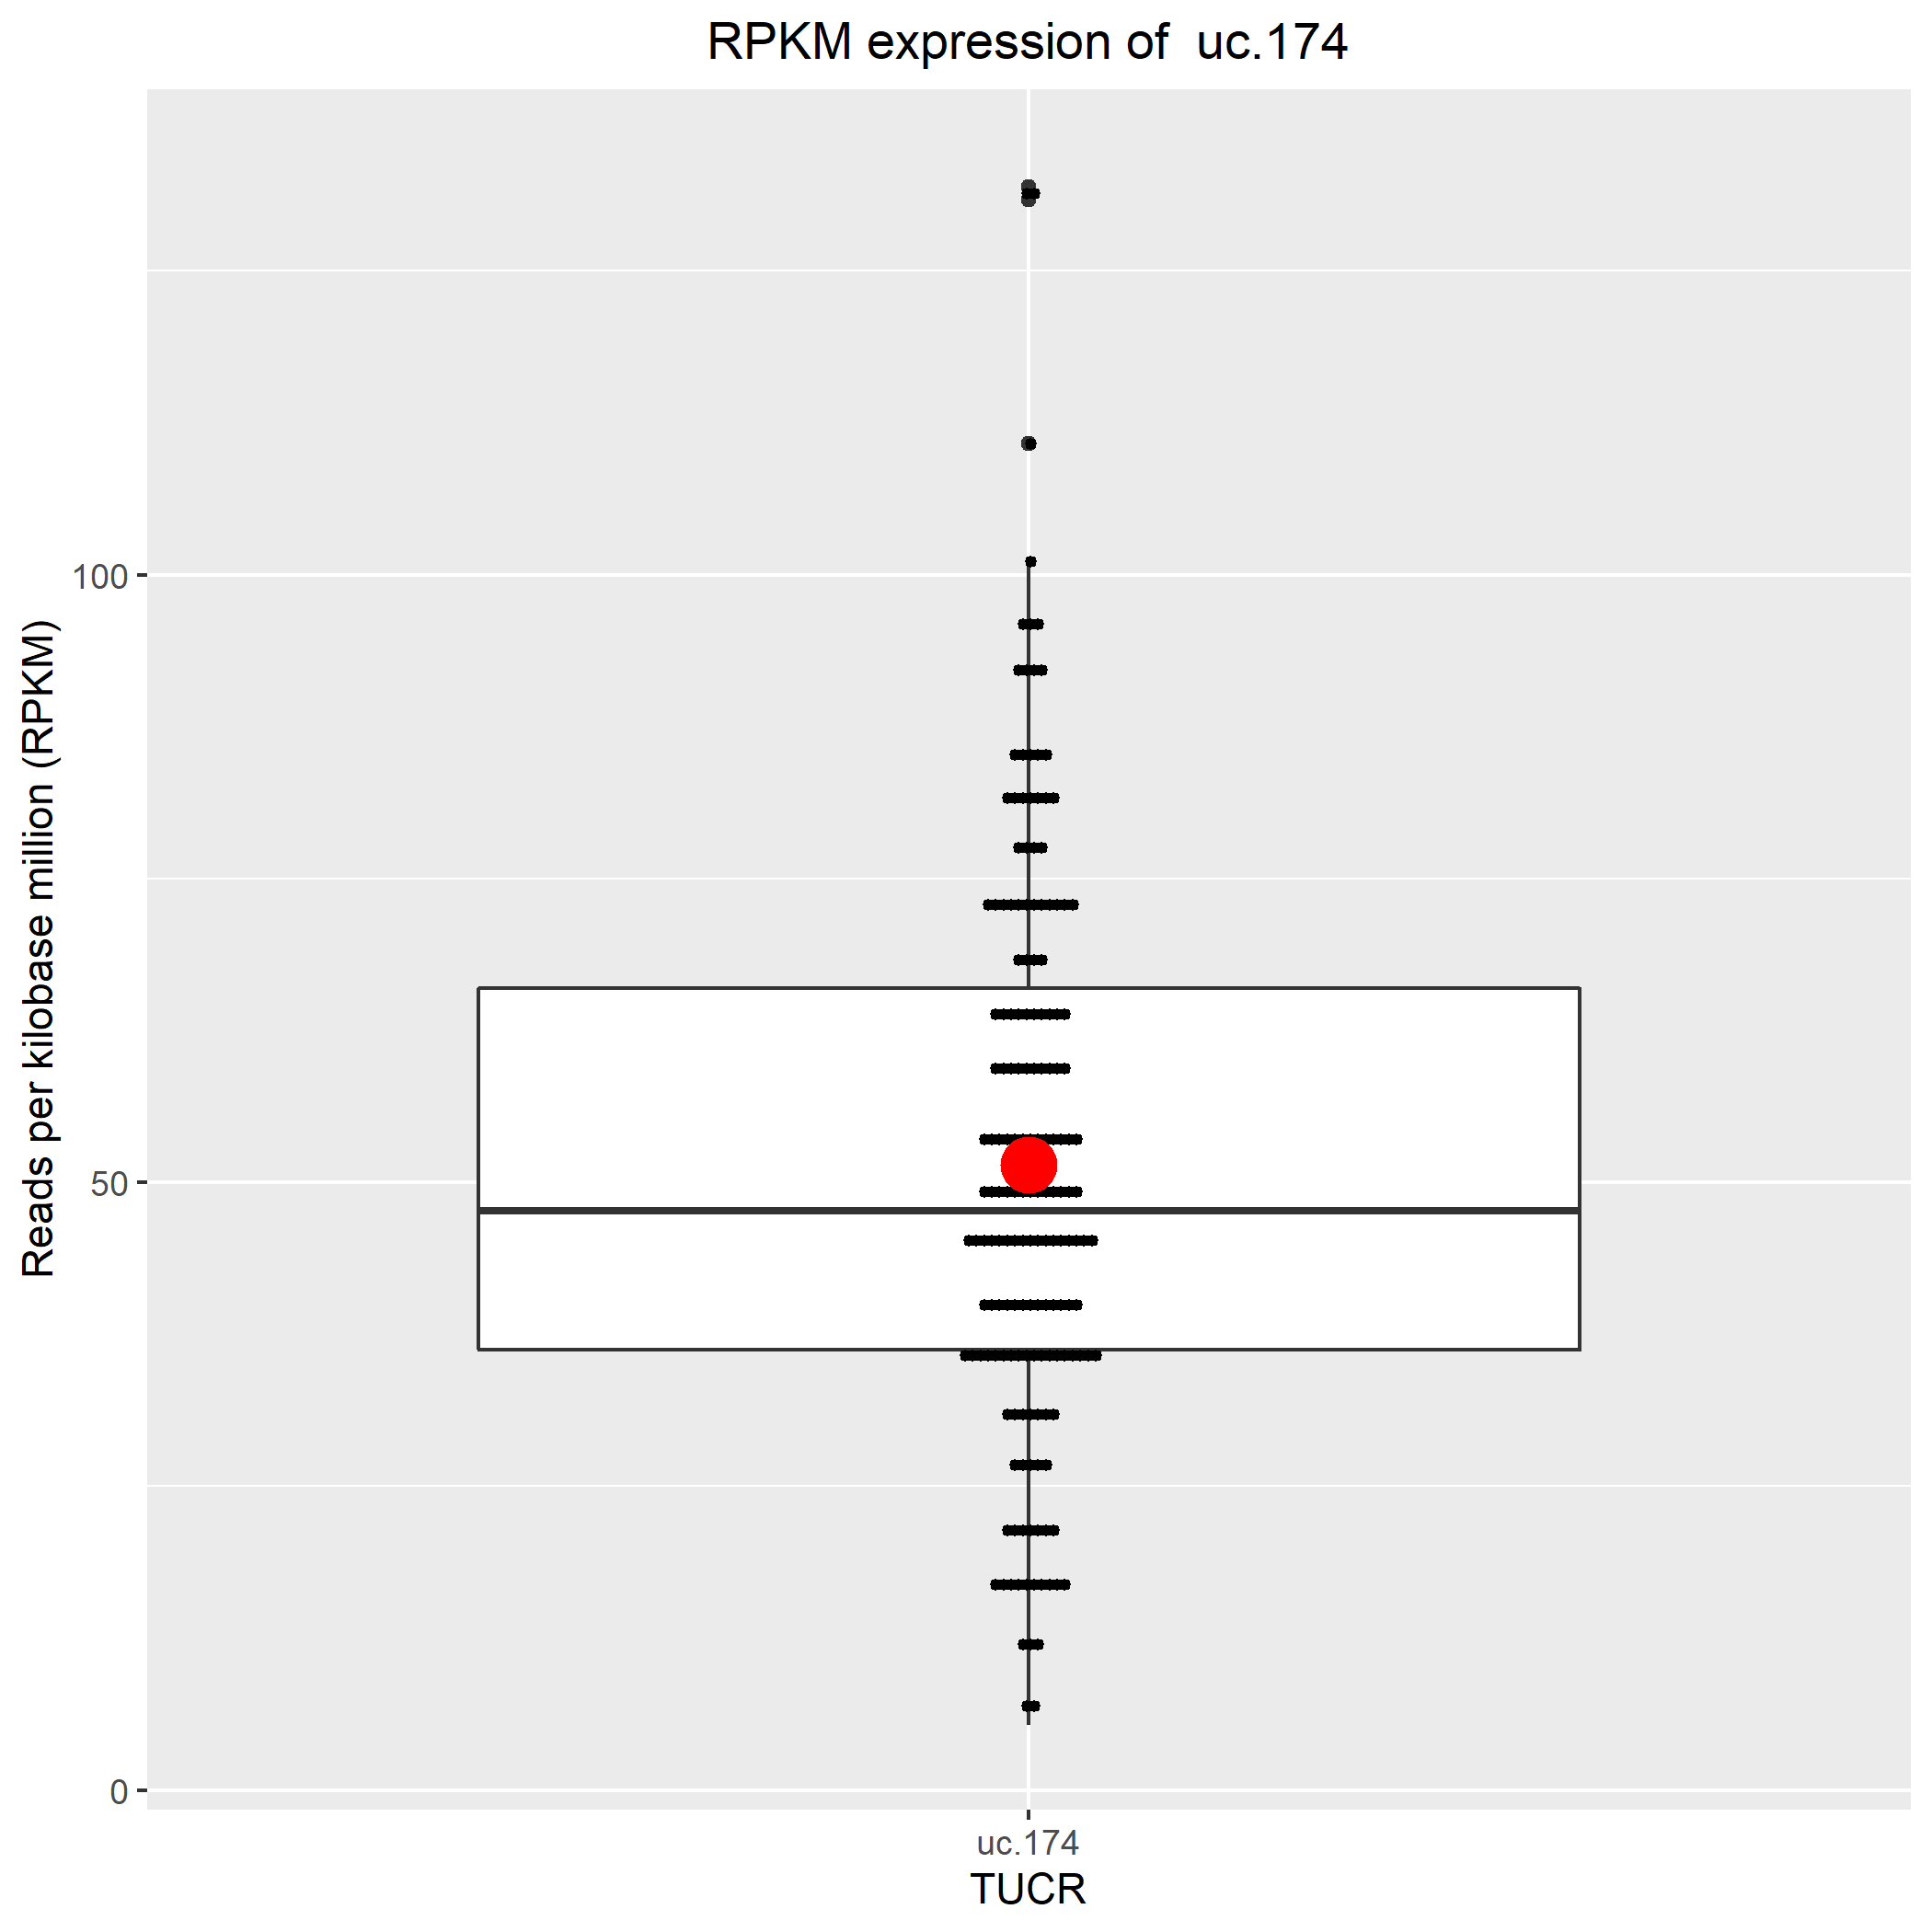 RPKM expression of  uc.174
Reads per kilobase million (RPKM)
100
50
0
uc.174
TUCR